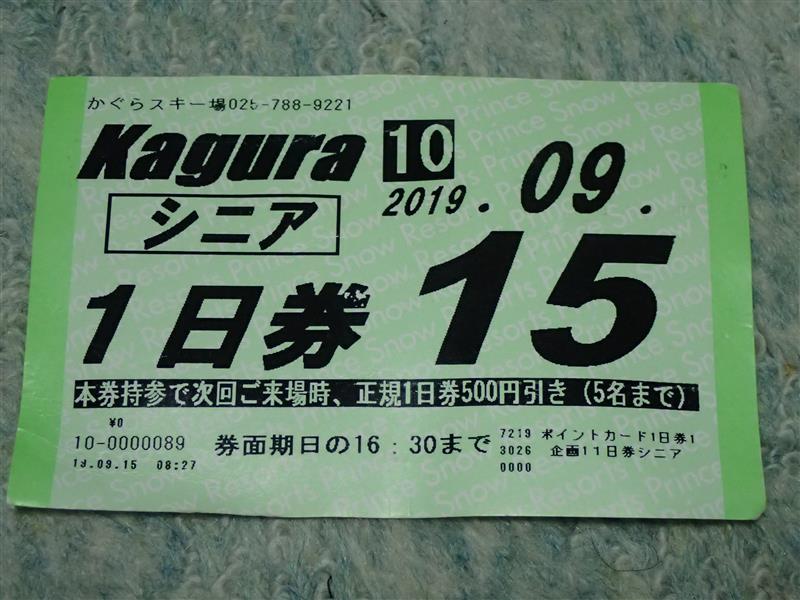 かぐらスキー場025-788-9221
Kagura 10
2019.09.
シニア
15
1日券
本券持参で次回ご来場時、正規1日券500円引き（5名まで）
¥0
10-0000089
19.09.15 08:27
券面期日の16：30まで
7219 ポイントカード1日券1
3026 企画11日券シニア
0000
Prince Snow Resorts